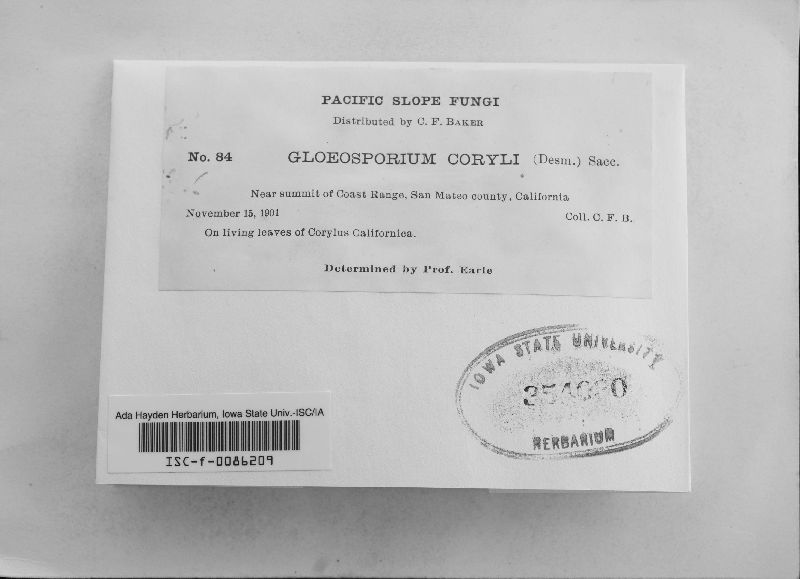 PACIFIC SLOPE FUNGI
Distributed by C. F. BAKER
No. 84 GLOEOSPORIUM CORYLI (Desm.) Sacc.
Near summit of Coast Range, San Mateo county, California
November 15, 1901 Coll. C. F. B.
On living leaves of Corylus Californica.
Determined by Prof. Earle
IOWA STATE UNIVERSITY
HERBARIUM
Ada Hayden Herbarium, Iowa State Univ.-ISC/IA
ISC-f-0086209